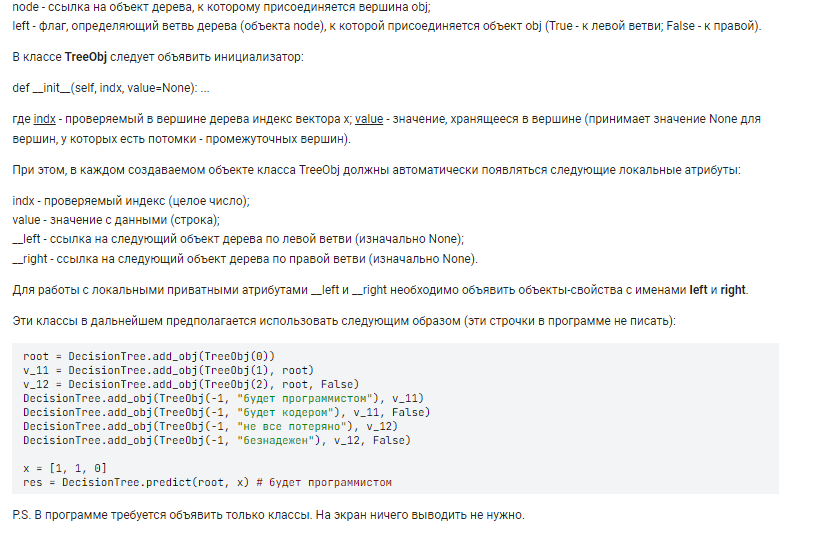 node - ссылка на объект дерева, к которому присоединяется вершина obj;
left - флаг, определяющий ветвь дерева (объекта node), к которой присоединяется объект obj (True - к левой ветви; False - к правой).
В классе TreeObj следует объявить инициализатор:
def __init__(self, indx, value=None): ...
где indx - проверяемый в вершине дерева индекс вектора x; value - значение, хранящееся в вершине (принимает значение None для
вершин, у которых есть потомки - промежуточных вершин).
При этом, в каждом создаваемом объекте класса TreeObj должны автоматически появляться следующие локальные атрибуты:
indx - проверяемый индекс (целое число);
value - значение с данными (строка);
__left - ссылка на следующий объект дерева по левой ветви (изначально None);
__right - ссылка на следующий объект дерева по правой ветви (изначально None).
Для работы с локальными приватными атрибутами __left и __right необходимо объявить объекты-свойства с именами left и right.
Эти классы в дальнейшем предполагается использовать следующим образом (эти строчки в программе не писать):
root = DecisionTree.add_obj(TreeObj(0))
v_11 = DecisionTree.add_obj(TreeObj(1), root)
v_12 = DecisionTree.add_obj(TreeObj(2), root, False)
DecisionTree.add_obj(TreeObj(-1, "будет программистом"), v_11)
DecisionTree.add_obj(TreeObj(-1, "будет кодером"), v_11, False)
DecisionTree.add_obj(TreeObj(-1, "не все потеряно"), v_12)
DecisionTree.add_obj(TreeObj(-1, "безнадежен"), v_12, False)
x = [1, 1, 0]
res = DecisionTree.predict(root, x) # будет программистом
P.S. В программе требуется объявить только классы. На экран ничего выводить не нужно.